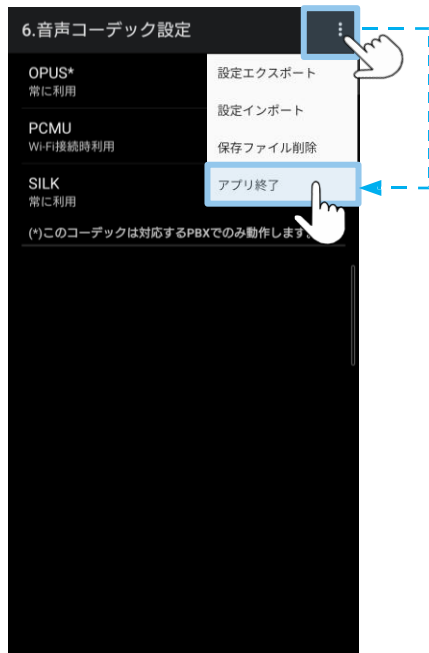 6.音声コーデック設定
OPUS*
常に利用
PCMU
Wi-Fi接続時利用
SILK
常に利用
(*)このコーデックは対応するPBXでのみ動作します
設定エクスポート
設定インポート
保存ファイル削除
アプリ終了